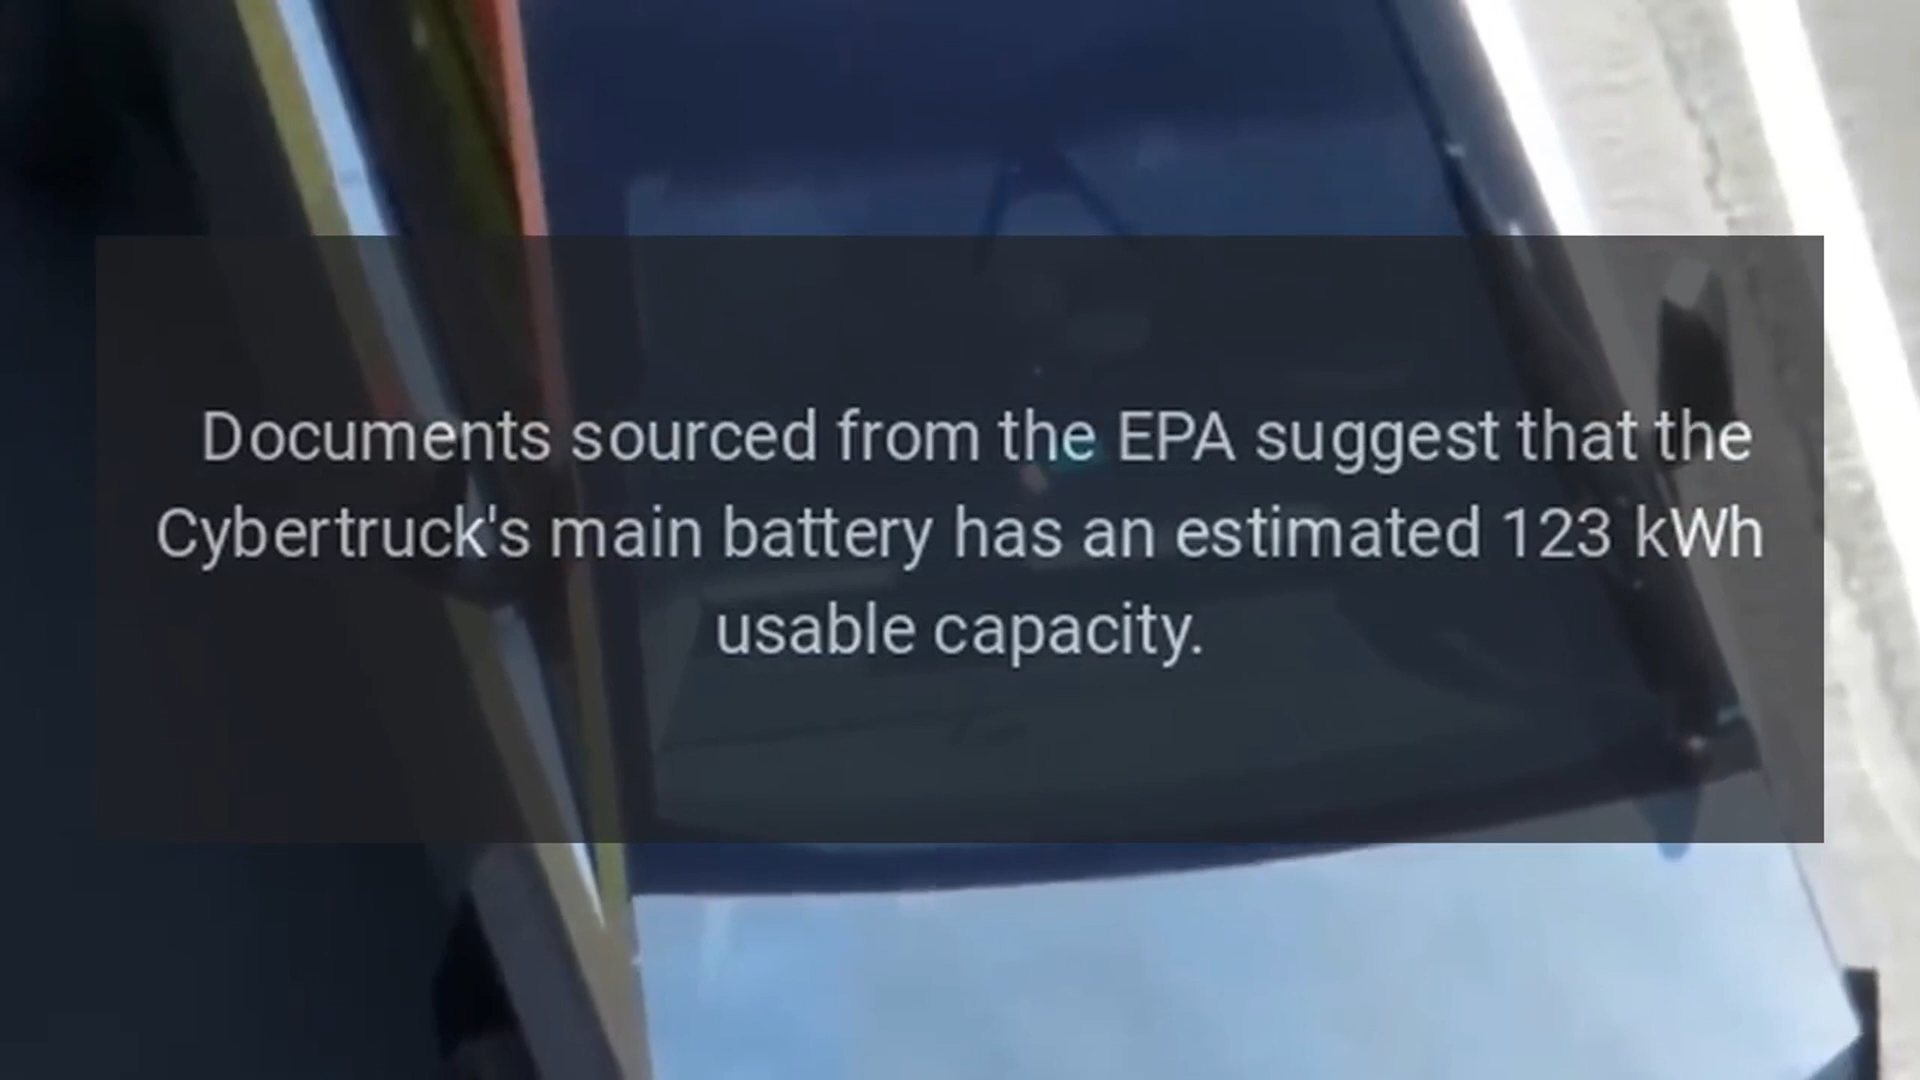 Documents sourced from the EPA suggest that the
Cybertruck's main battery has an estimated 123 kWh
usable capacity.